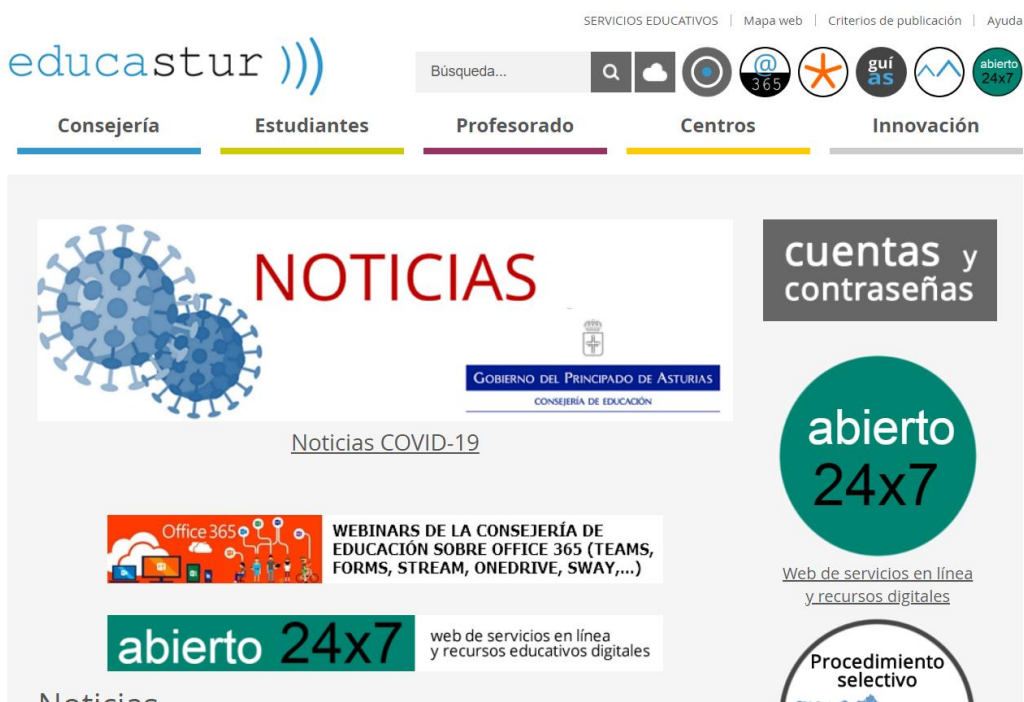 SERVICIOS EDUCATIVOS | Mapa web | Criterios de publicación | Ayuda
educastur )))
Búsqueda...
@
365
guí
as
abierto
24x7
Consejería Estudiantes Profesorado Centros Innovación
NOTICIAS
GOBIERNO DEL PRINCIPADO DE ASTURIAS
CONSEJERÍA DE EDUCACIÓN
Noticias COVID-19
cuentas y
contraseñas
abierto
24x7
Web de servicios en línea
y recursos digitales
Office 365
WEBINARS DE LA CONSEJERÍA DE
EDUCACIÓN SOBRE OFFICE 365 (TEAMS,
FORMS, STREAM, ONEDRIVE, SWAY,...)
abierto 24x7
web de servicios en línea
y recursos educativos digitales
Procedimiento
selectivo
Noticias